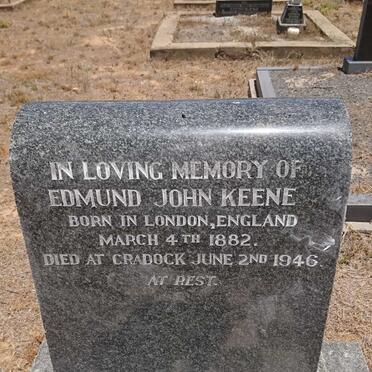 IN LOVING MEMORY OF
EDMUND JOHN KEENE
BORN IN LONDON, ENGLAND
MARCH 4TH 1882.
DIED AT CRADOCK JUNE 2ND 1946.
AT REST.